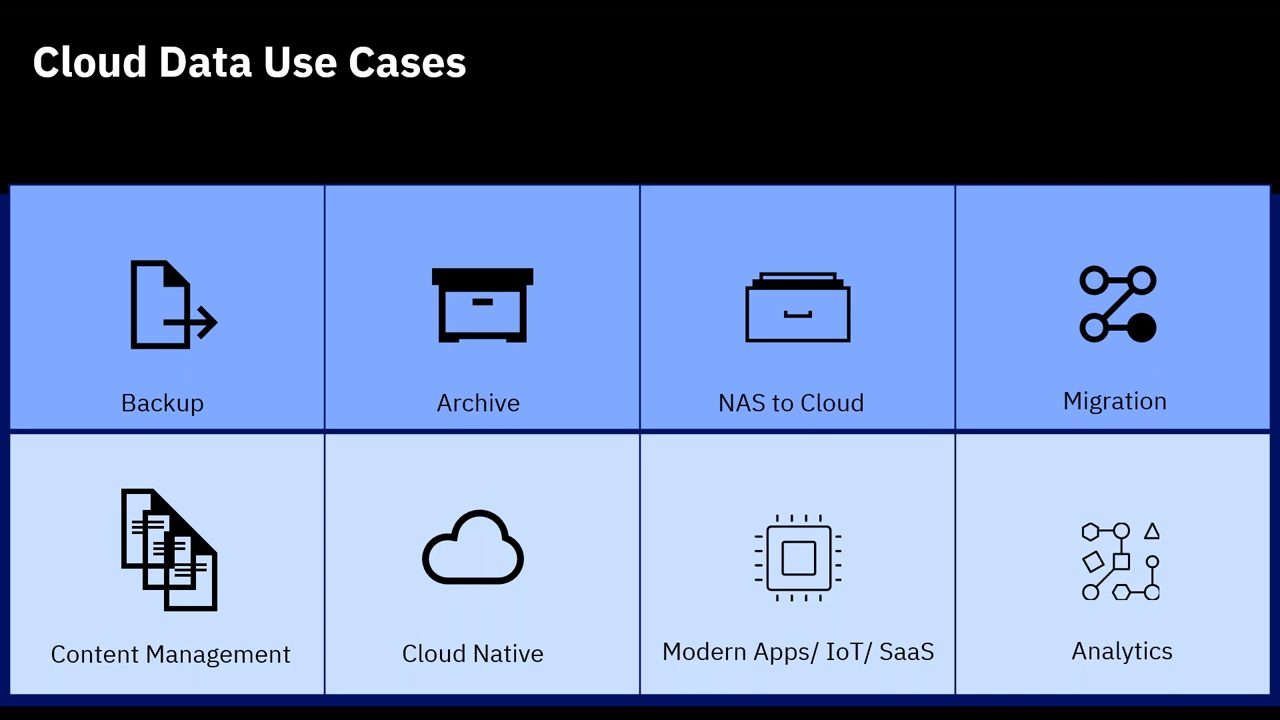 Cloud Data Use Cases
Backup
Archive
NAS to Cloud
Migration
Content Management
Cloud Native
Modern Apps/ IoT/ SaaS
Analytics